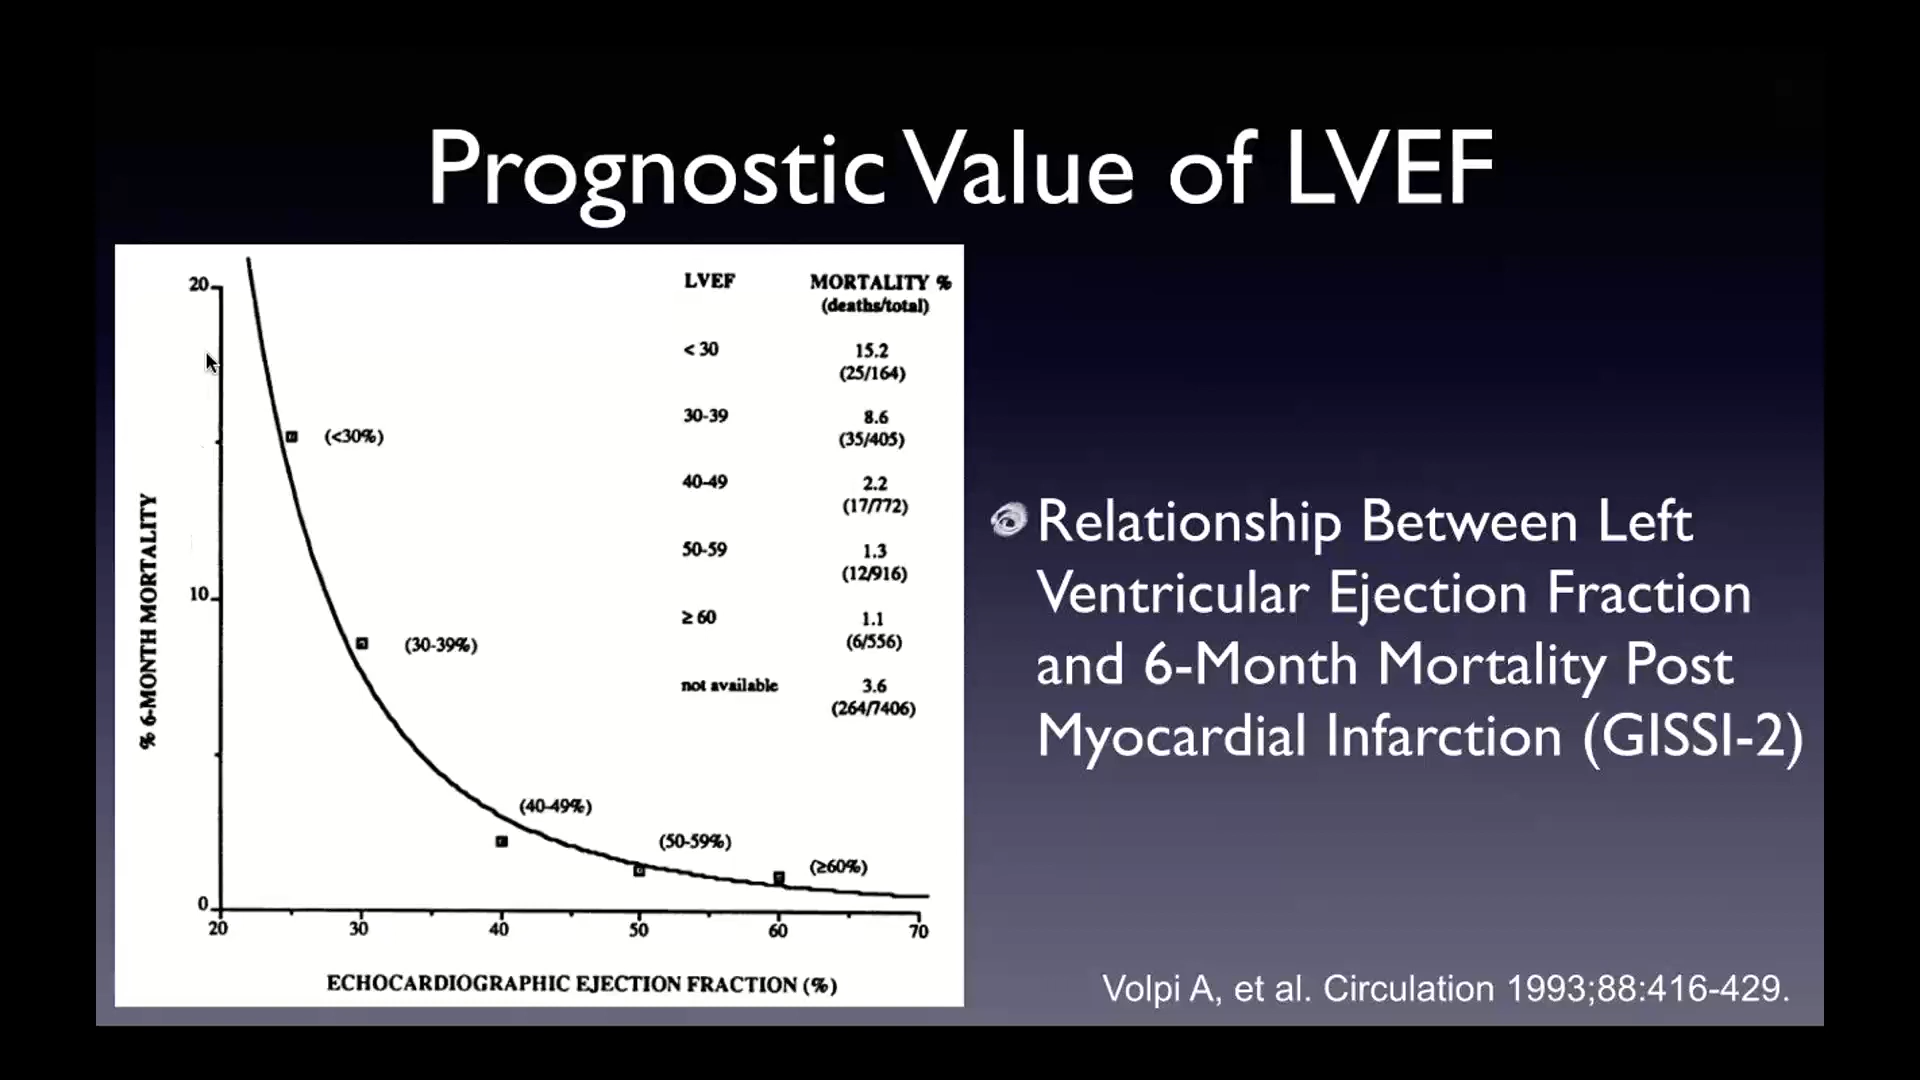 Prognostic Value of LVEF
LVEF MORTALITY %
(deaths/total)
< 30 15.2
(25/164)
30-39 8.6
(35/405)
40-49 2.2
(17/772)
50-59 1.3
(12/916)
≥ 60 1.1
(6/556)
not available 3.6
(264/7406)
20
10
0
% 6-MONTH MORTALITY
(<30%)
(30-39%)
(40-49%)
(50-59%)
(≥60%)
20 30 40 50 60 70
ECHOCARDIOGRAPHIC EJECTION FRACTION (%)
Relationship Between Left
Ventricular Ejection Fraction
and 6-Month Mortality Post
Myocardial Infarction (GISSI-2)
Volpi A, et al. Circulation 1993;88:416-429.